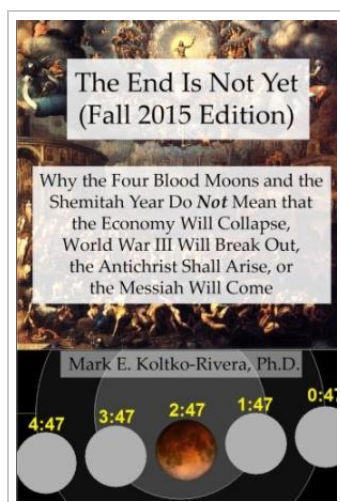 The End Is Not Yet
(Fall 2015 Edition)
Why the Four Blood Moons and the
Shemitah Year Do Not Mean that
the Economy Will Collapse,
World War III Will Break Out,
the Antichrist Shall Arise, or
the Messiah Will Come
Mark E. Koltko-Rivera, Ph.D.
4:47 3:47 2:47 1:47 0:47